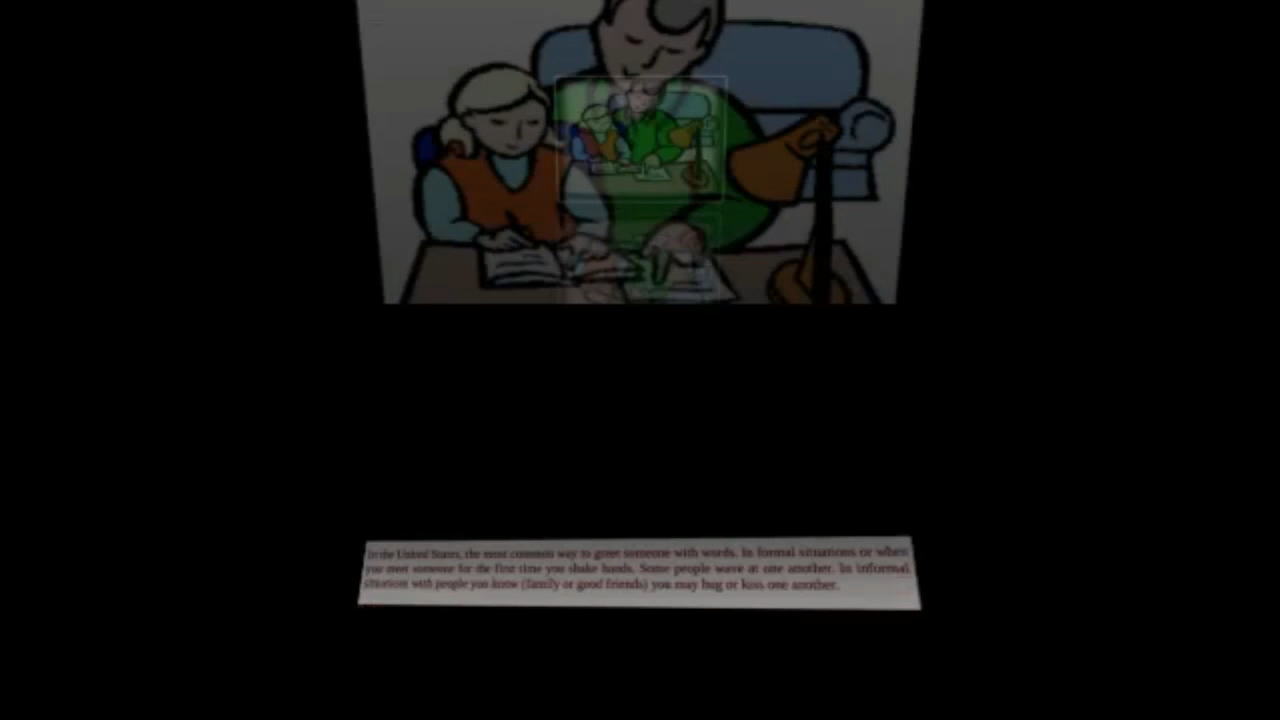 In the United States, the most common way to greet someone with words. In formal situations or when
you meet someone for the first time you shake hands. Some people wave at one another. In informal
situations with people you know (family or good friends) you may hug or kiss one another.